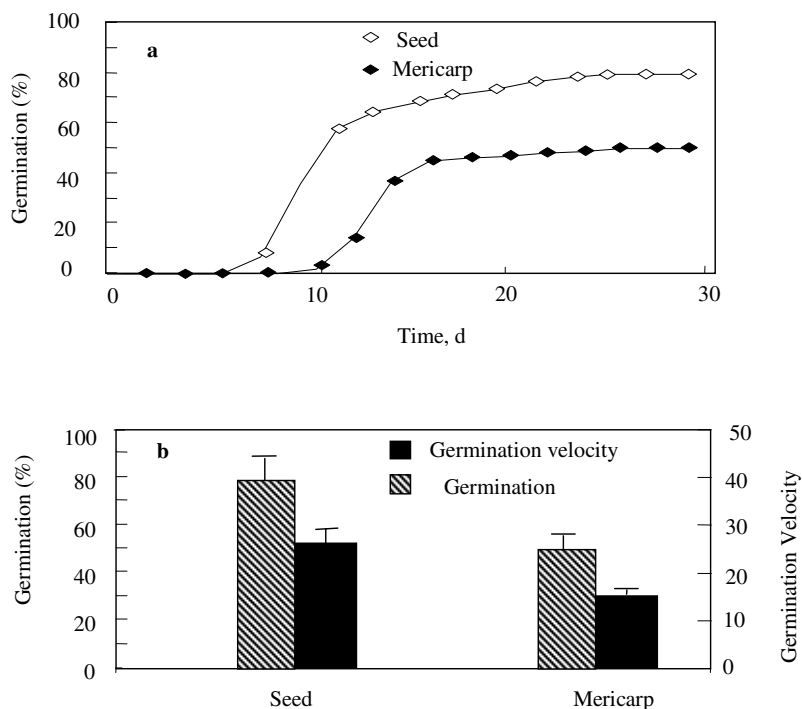 100
a
Seed
Mericarp
80
60
40
20
0
Germination (%)
0 10 20 30
Time, d
100
b
Germination velocity
Germination
80
60
40
20
0
Germination (%)
50
40
30
20
10
0
Germination Velocity
Seed Mericarp